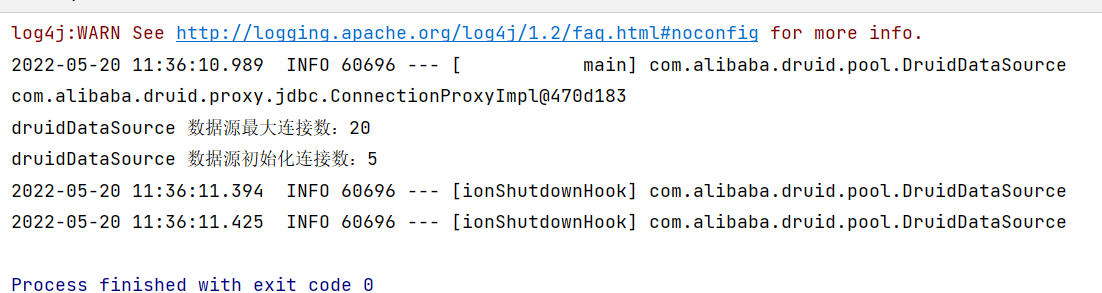 log4j:WARN See http://logging.apache.org/log4j/1.2/faq.html#noconfig for more info.
2022-05-20 11:36:10.989  INFO 60696 --- [           main] com.alibaba.druid.pool.DruidDataSource
com.alibaba.druid.proxy.jdbc.ConnectionProxyImpl@470d183
druidDataSource 数据源最大连接数：20
druidDataSource 数据源初始化连接数：5
2022-05-20 11:36:11.394  INFO 60696 --- [ionShutdownHook] com.alibaba.druid.pool.DruidDataSource
2022-05-20 11:36:11.425  INFO 60696 --- [ionShutdownHook] com.alibaba.druid.pool.DruidDataSource
Process finished with exit code 0